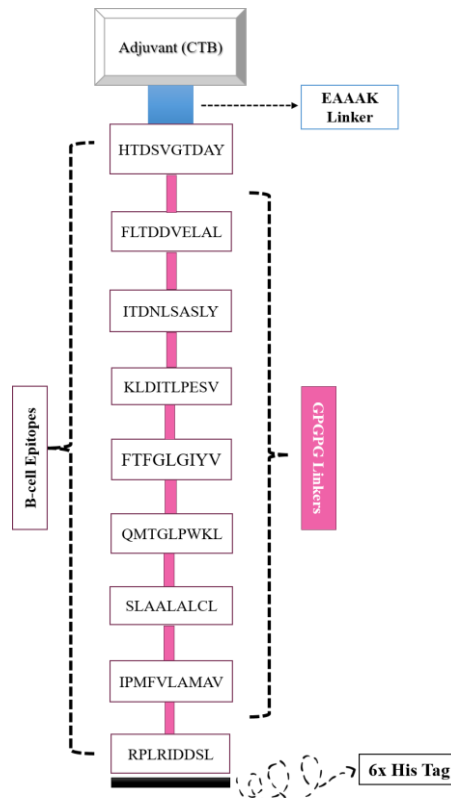 Adjuvant (CTB)
EAAAK
Linker
HTDSVGTDAY
FLTDDVELAL
ITDNLSASLY
KLDITLPESV
B-cell Epitopes
GPGPG Linkers
FTFGLGIYV
QMTGLPWKL
SLAALALCL
IPMFVLAMAV
RPLRIDDSL
6x His Tag